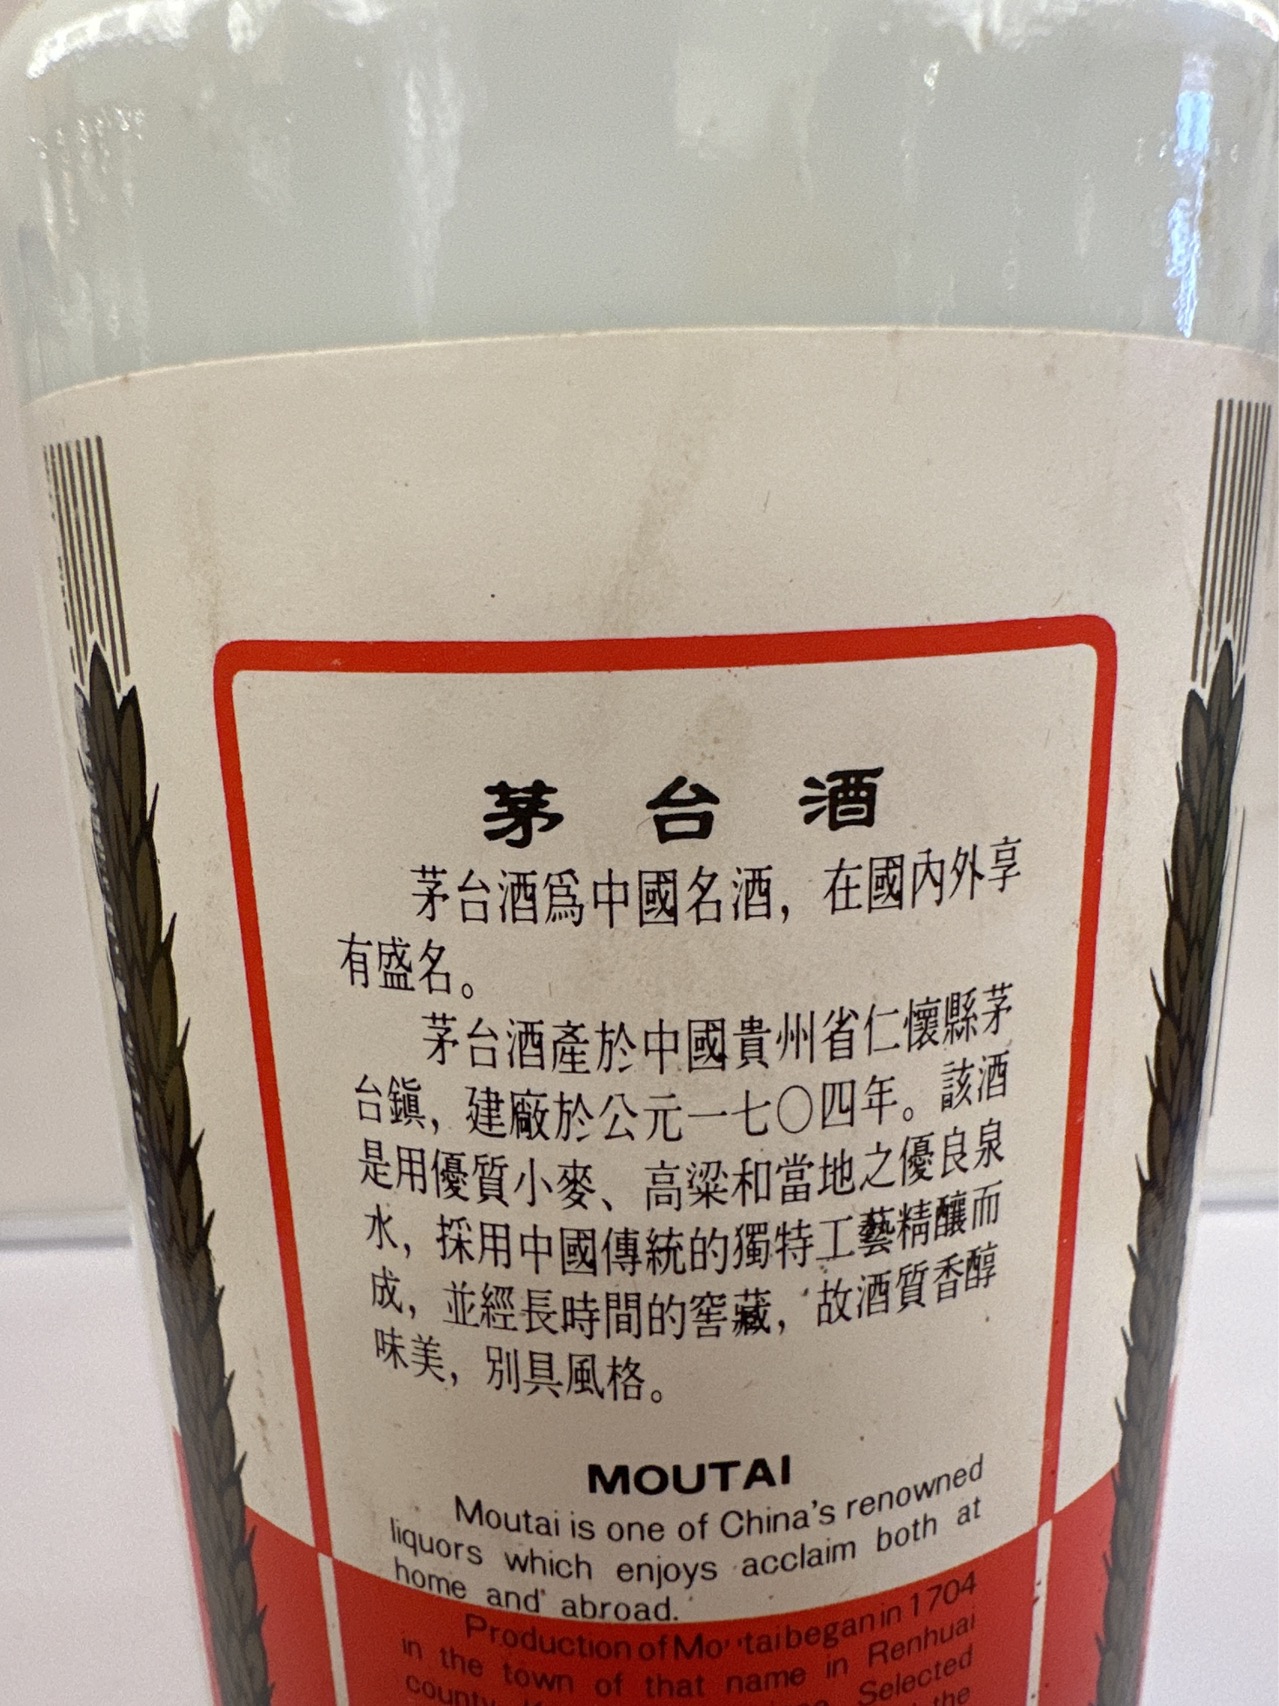 茅台酒
茅台酒爲中國名酒，在國內外享
有盛名。
茅台酒產於中國貴州省仁懷縣茅
台鎭，建廠於公元一七〇四年。該酒
是用優質小麥、高粱和當地之優良泉
水，採用中國傳統的獨特工藝精釀而
成，並經長時間的窖藏，故酒質香醇
味美，別具風格。
MOUTAI
Moutai is one of China's renowned
liquors which enjoys acclaim both at
home and abroad.
Production of Moutai began in 1704
in the town of that name in Renhuai
county Selected
the